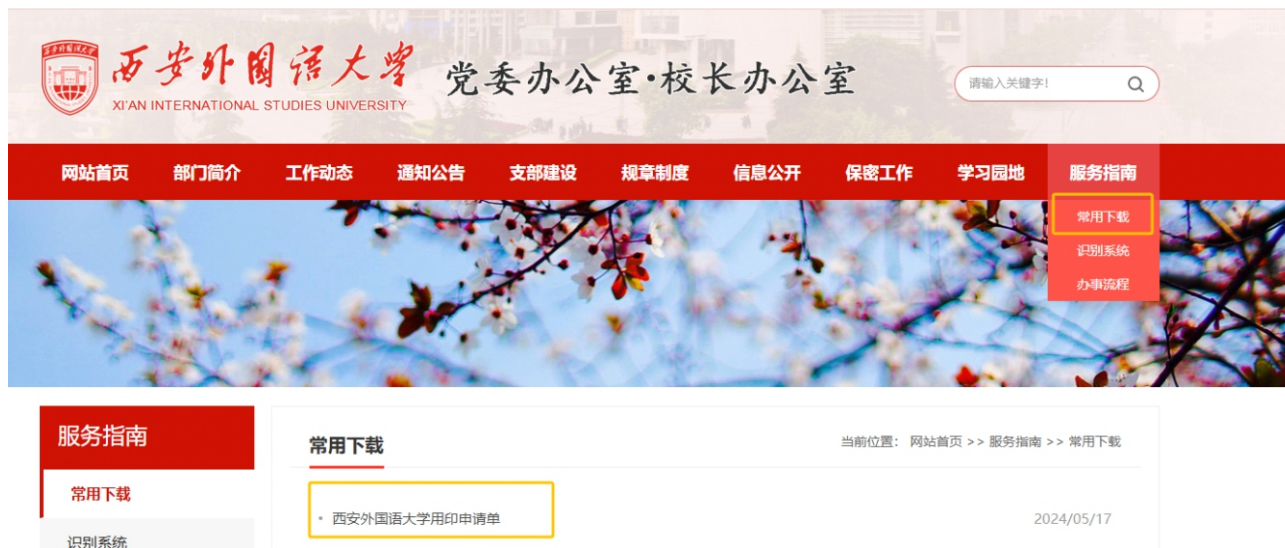 西安外国语大学
XI'AN INTERNATIONAL STUDIES UNIVERSITY
党委办公室·校长办公室
请输入关键字!
网站首页 部门简介 工作动态 通知公告 支部建设 规章制度 信息公开 保密工作 学习园地 服务指南
常用下载
识别系统
办事流程
服务指南
常用下载
识别系统
常用下载
当前位置: 网站首页 >> 服务指南 >> 常用下载
• 西安外国语大学用印申请单 2024/05/17